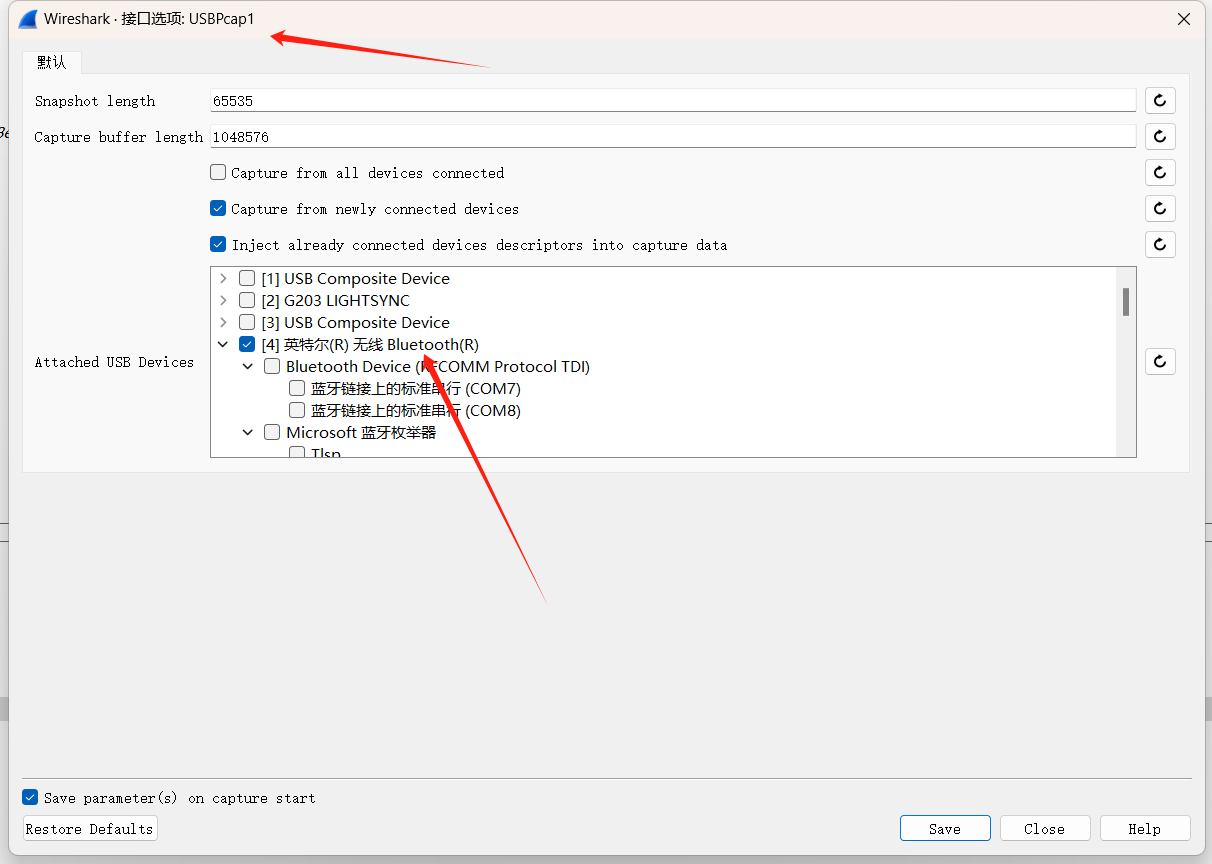 Wireshark · 接口选项: USBPcap1
默认
Snapshot length 65535
Capture buffer length 1048576
Capture from all devices connected
Capture from newly connected devices
Inject already connected devices descriptors into capture data
Attached USB Devices
[1] USB Composite Device
[2] G203 LIGHTSYNC
[3] USB Composite Device
[4] 英特尔(R) 无线 Bluetooth(R)
Bluetooth Device (RFCOMM Protocol TDI)
蓝牙链接上的标准串行 (COM7)
蓝牙链接上的标准串行 (COM8)
Microsoft 蓝牙枚举器
Save parameter(s) on capture start
Restore Defaults
Save
Close
Help